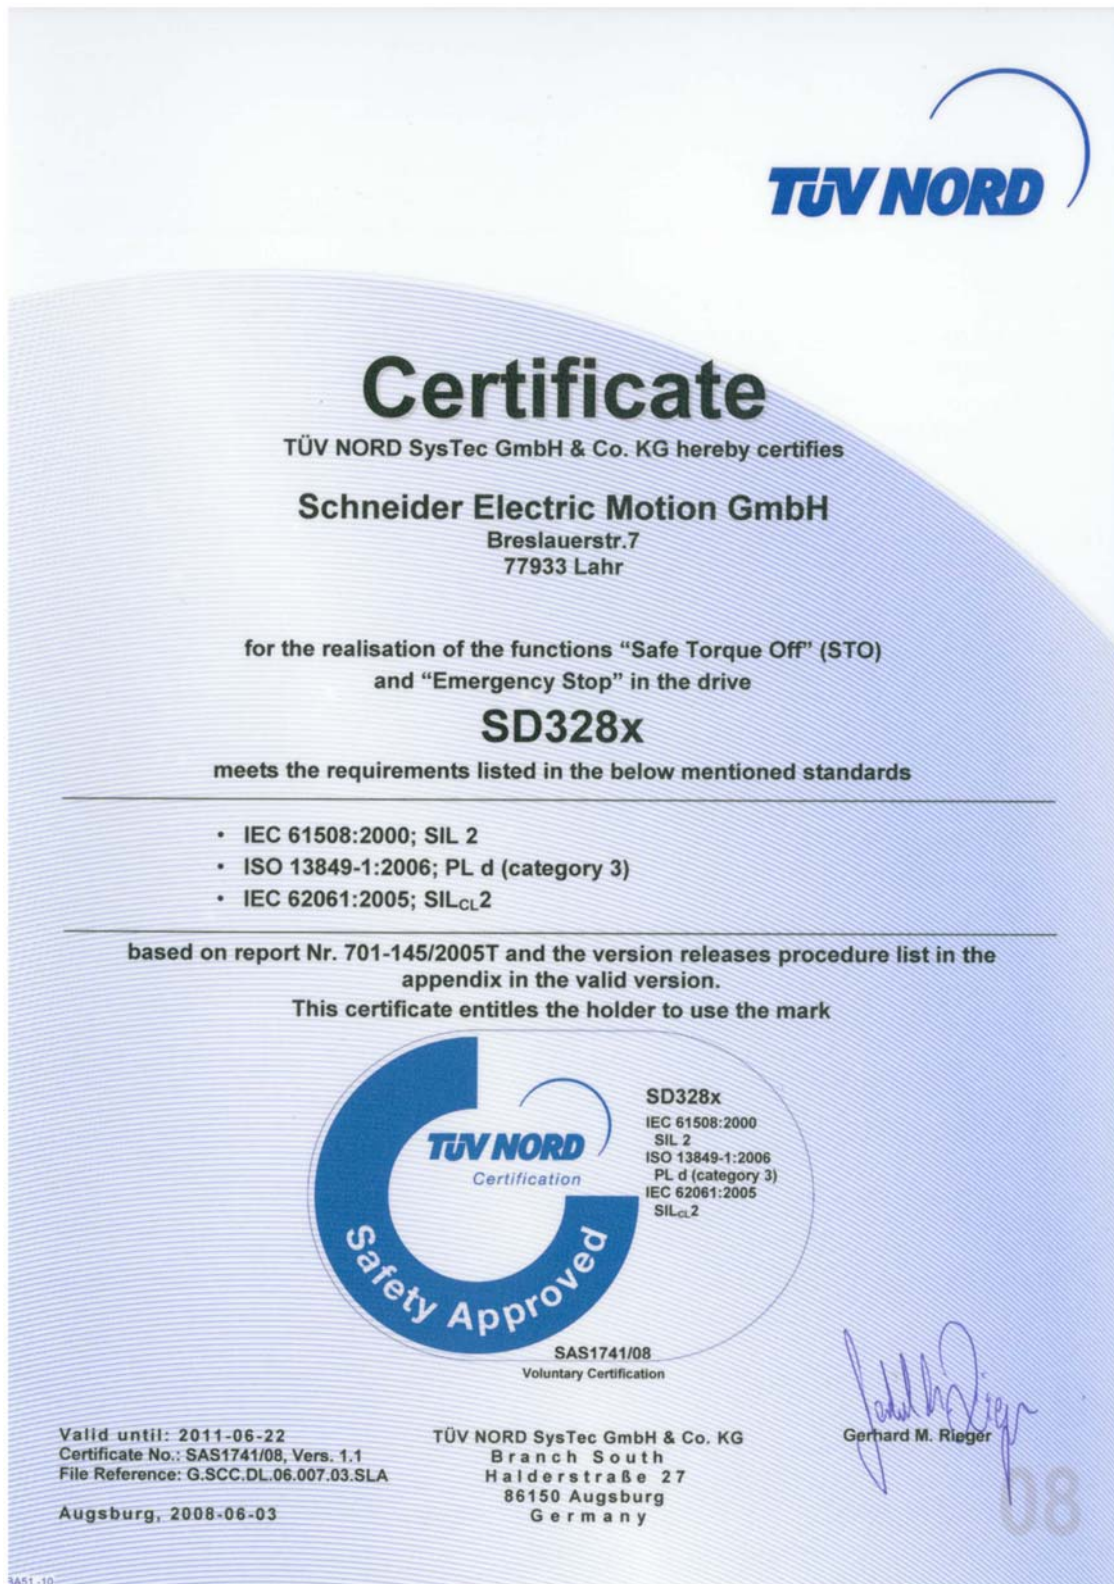 TÜV NORD
Certificate
TÜV NORD SysTec GmbH & Co. KG hereby certifies
Schneider Electric Motion GmbH
Breslauerstr.7
77933 Lahr
for the realisation of the functions “Safe Torque Off” (STO)
and “Emergency Stop” in the drive
SD328x
meets the requirements listed in the below mentioned standards
• IEC 61508:2000; SIL 2
• ISO 13849-1:2006; PL d (category 3)
• IEC 62061:2005; SILCL2
based on report Nr. 701-145/2005T and the version releases procedure list in the
appendix in the valid version.
This certificate entitles the holder to use the mark
TÜV NORD
Certification
Safety Approved
SD328x
IEC 61508:2000
SIL 2
ISO 13849-1:2006
PL d (category 3)
IEC 62061:2005
SILCL2
SAS1741/08
Voluntary Certification
Valid until: 2011-06-22
Certificate No.: SAS1741/08, Vers. 1.1
File Reference: G.SCC.DL.06.007.03.SLA
Augsburg, 2008-06-03
TÜV NORD SysTec GmbH & Co. KG
Branch South
Halderstraße 27
86150 Augsburg
Germany
Gerhard M. Rieger
08